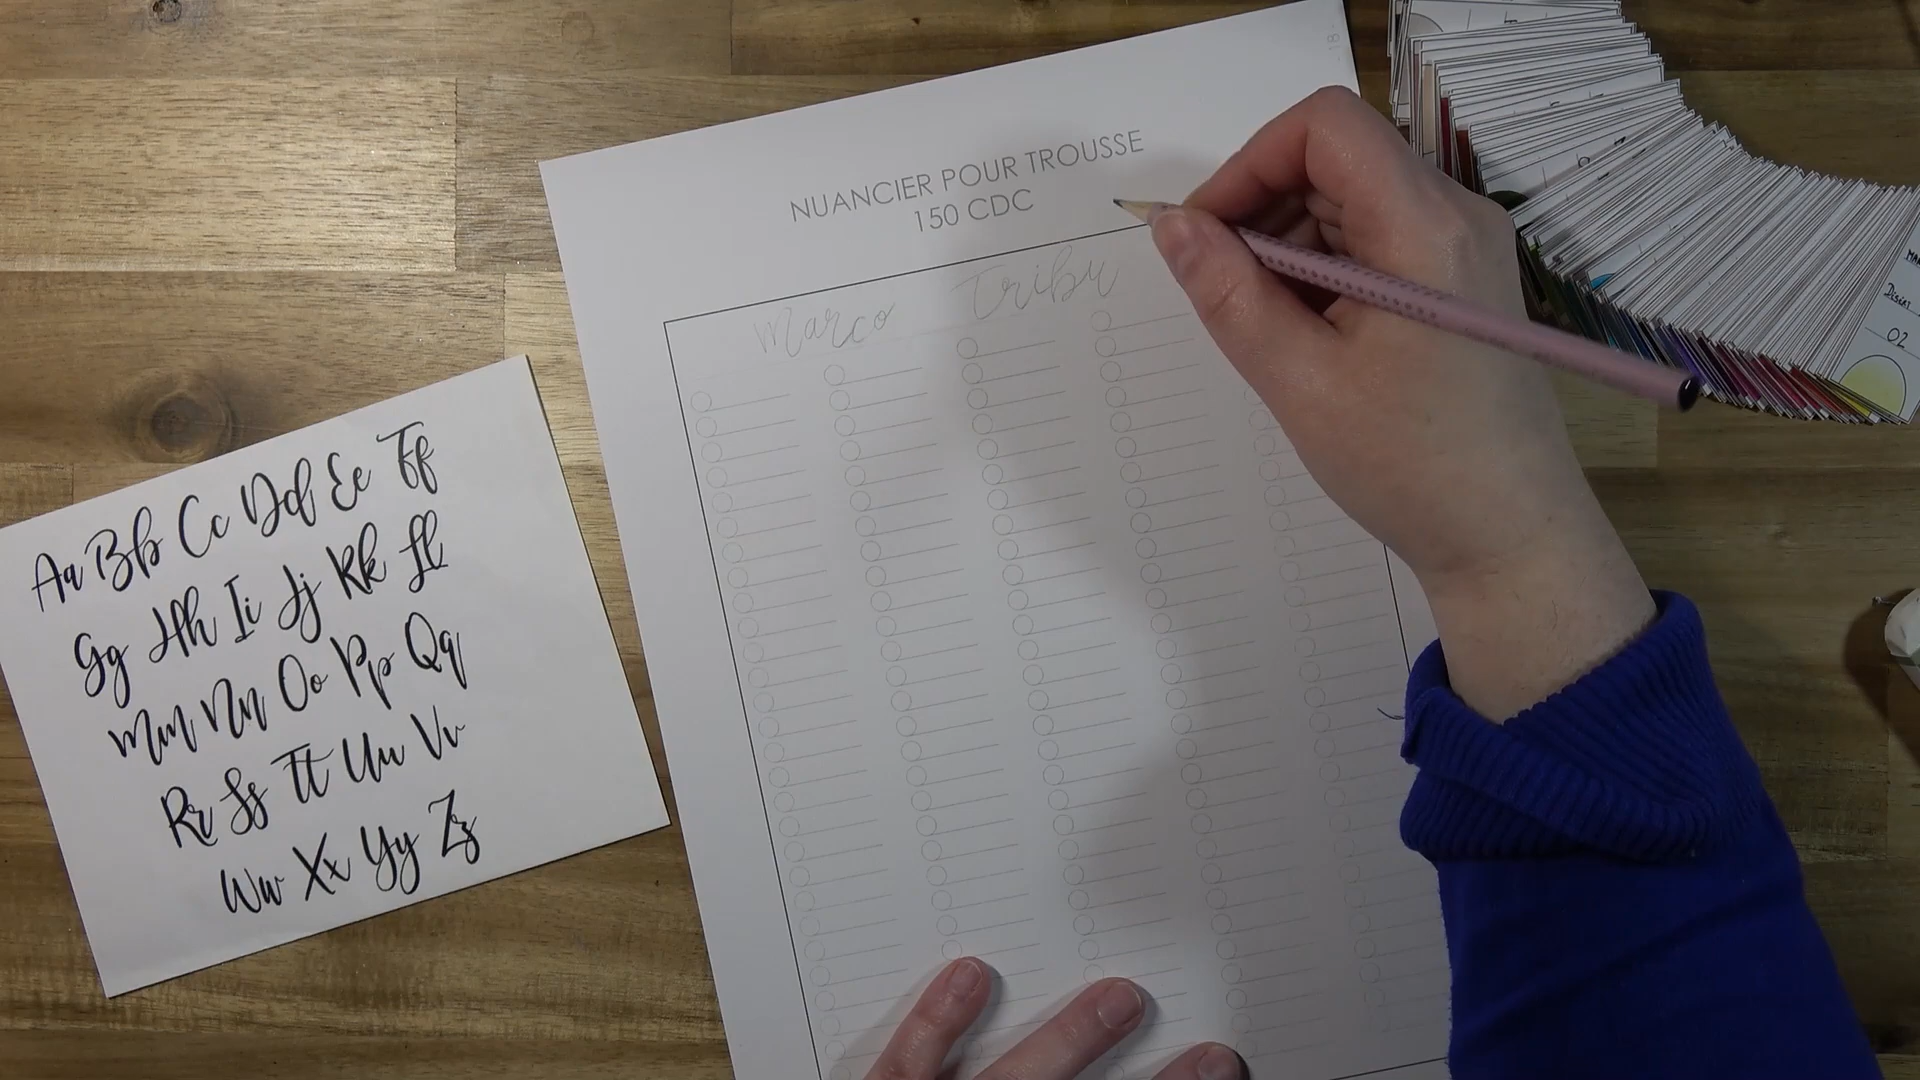 NUANCIER POUR TROUSSE
150 CDC
Marco Tribu
Aa Bb Cc Dd Ee Ff
Gg Hh Ii Jj Kk Ll
Mm Nn Oo Pp Qq
Rr Ss Tt Uu Vv
Ww Xx Yy Zz
02